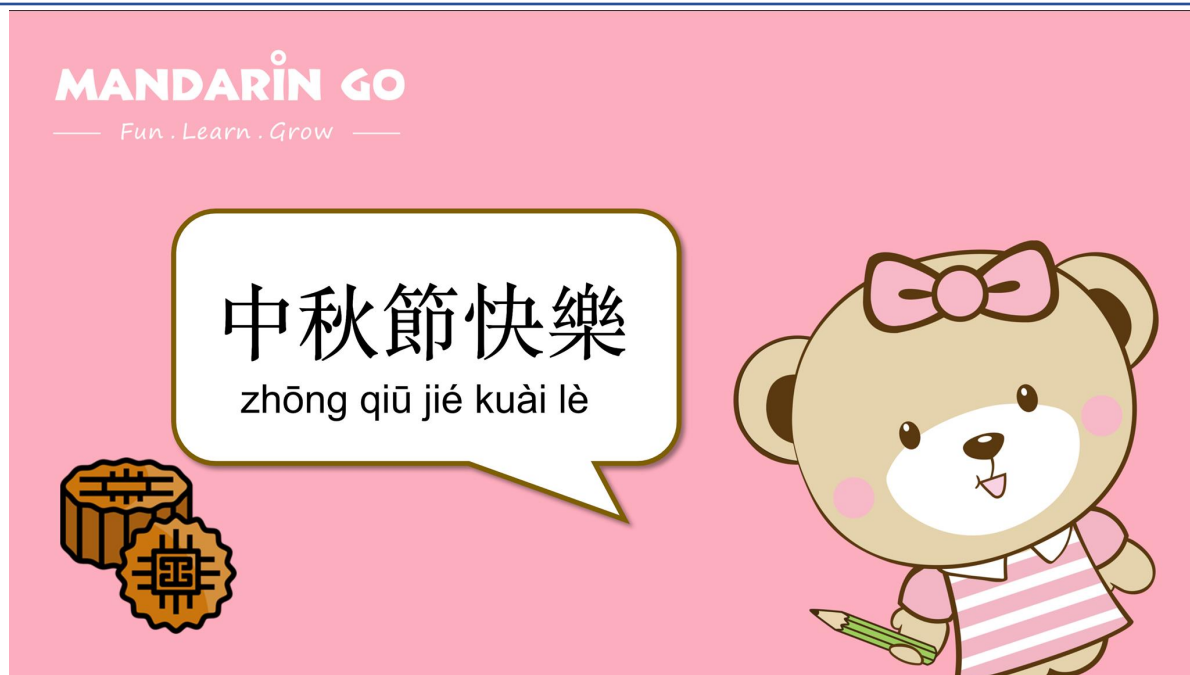 MANDARIN GO
Fun . Learn . Grow
中秋節快樂
zhōng qiū jié kuài lè